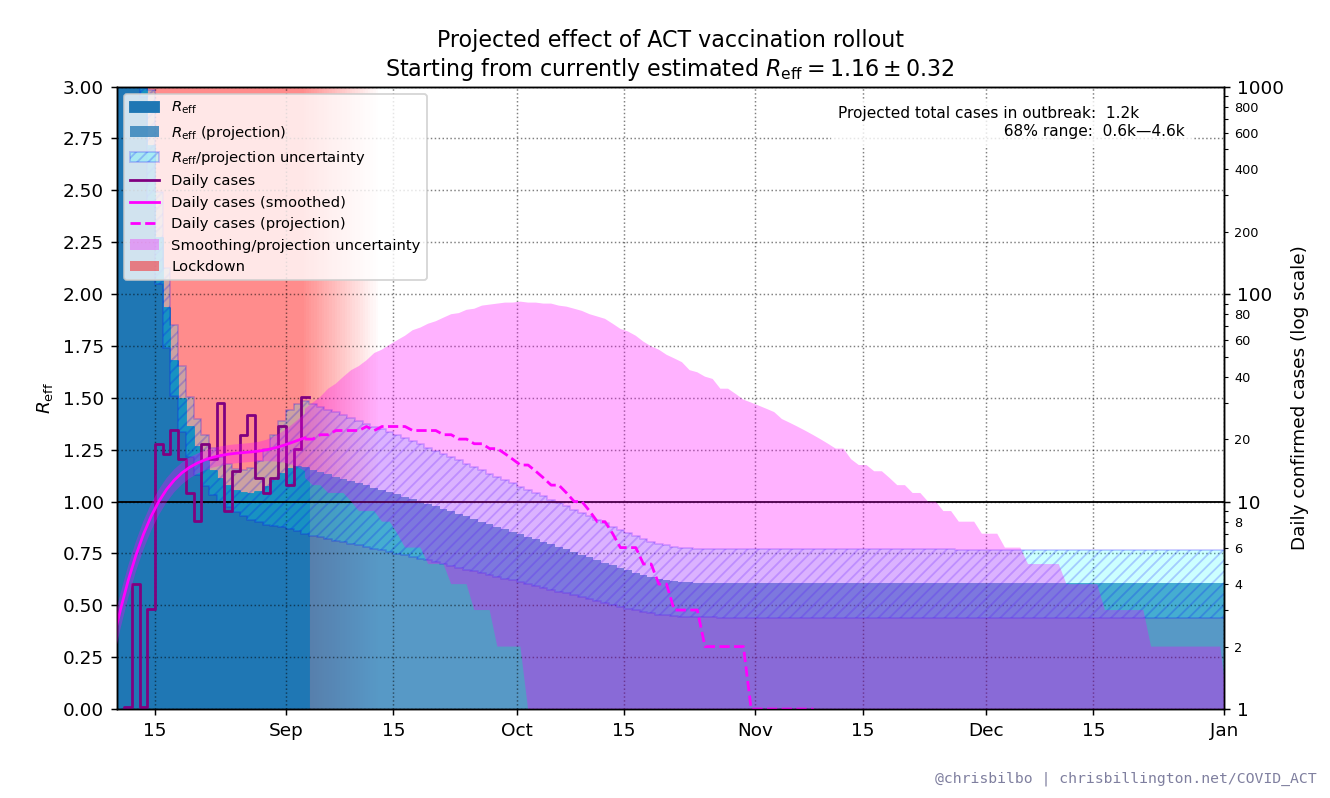 Projected effect of ACT vaccination rollout
Starting from currently estimated R_eff = 1.16 ± 0.32
Projected total cases in outbreak: 1.2k
68% range: 0.6k—4.6k
R_eff
R_eff (projection)
R_eff/projection uncertainty
Daily cases
Daily cases (smoothed)
Daily cases (projection)
Smoothing/projection uncertainty
Lockdown
3.00
2.75
2.50
2.25
2.00
1.75
1.50
1.25
1.00
0.75
0.50
0.25
0.00
R_eff
1000
800
600
400
200
100
80
60
40
20
10
8
6
4
2
1
Daily confirmed cases (log scale)
15 Sep 15 Oct 15 Nov 15 Dec 15 Jan
@chrisbilbo | chrisbillington.net/COVID_ACT